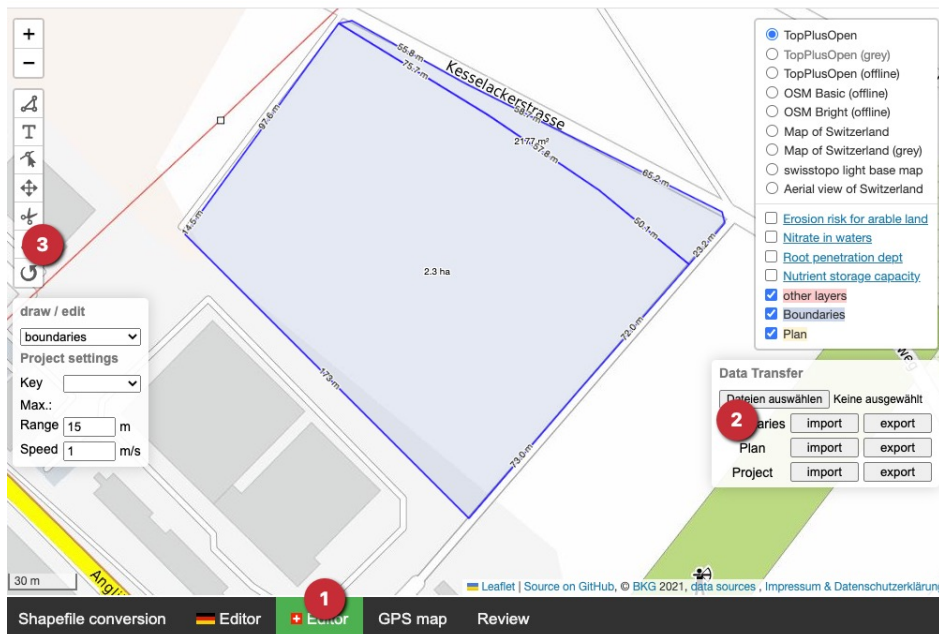 +
−
T
3
draw / edit
boundaries
Project settings
Key
Max.:
Range 15 m
Speed 1 m/s
55.8 m
75.7 m
Kesselackerstrasse
58.7 m
2177 m²
57.8 m
65.2 m
97.6 m
14.5 m
50.1 m
23.2 m
2.3 ha
72.0 m
173 m
73.0 m
TopPlusOpen
TopPlusOpen (grey)
TopPlusOpen (offline)
OSM Basic (offline)
OSM Bright (offline)
Map of Switzerland
Map of Switzerland (grey)
swisstopo light base map
Aerial view of Switzerland
Erosion risk for arable land
Nitrate in waters
Root penetration dept
Nutrient storage capacity
other layers
Boundaries
Plan
weg
Data Transfer
Dateien auswählen Keine ausgewählt
2
aries import export
Plan import export
Project import export
30 m
Angli
Leaflet | Source on GitHub, © BKG 2021, data sources , Impressum & Datenschutzerklärun
1
Shapefile conversion Editor Editor GPS map Review